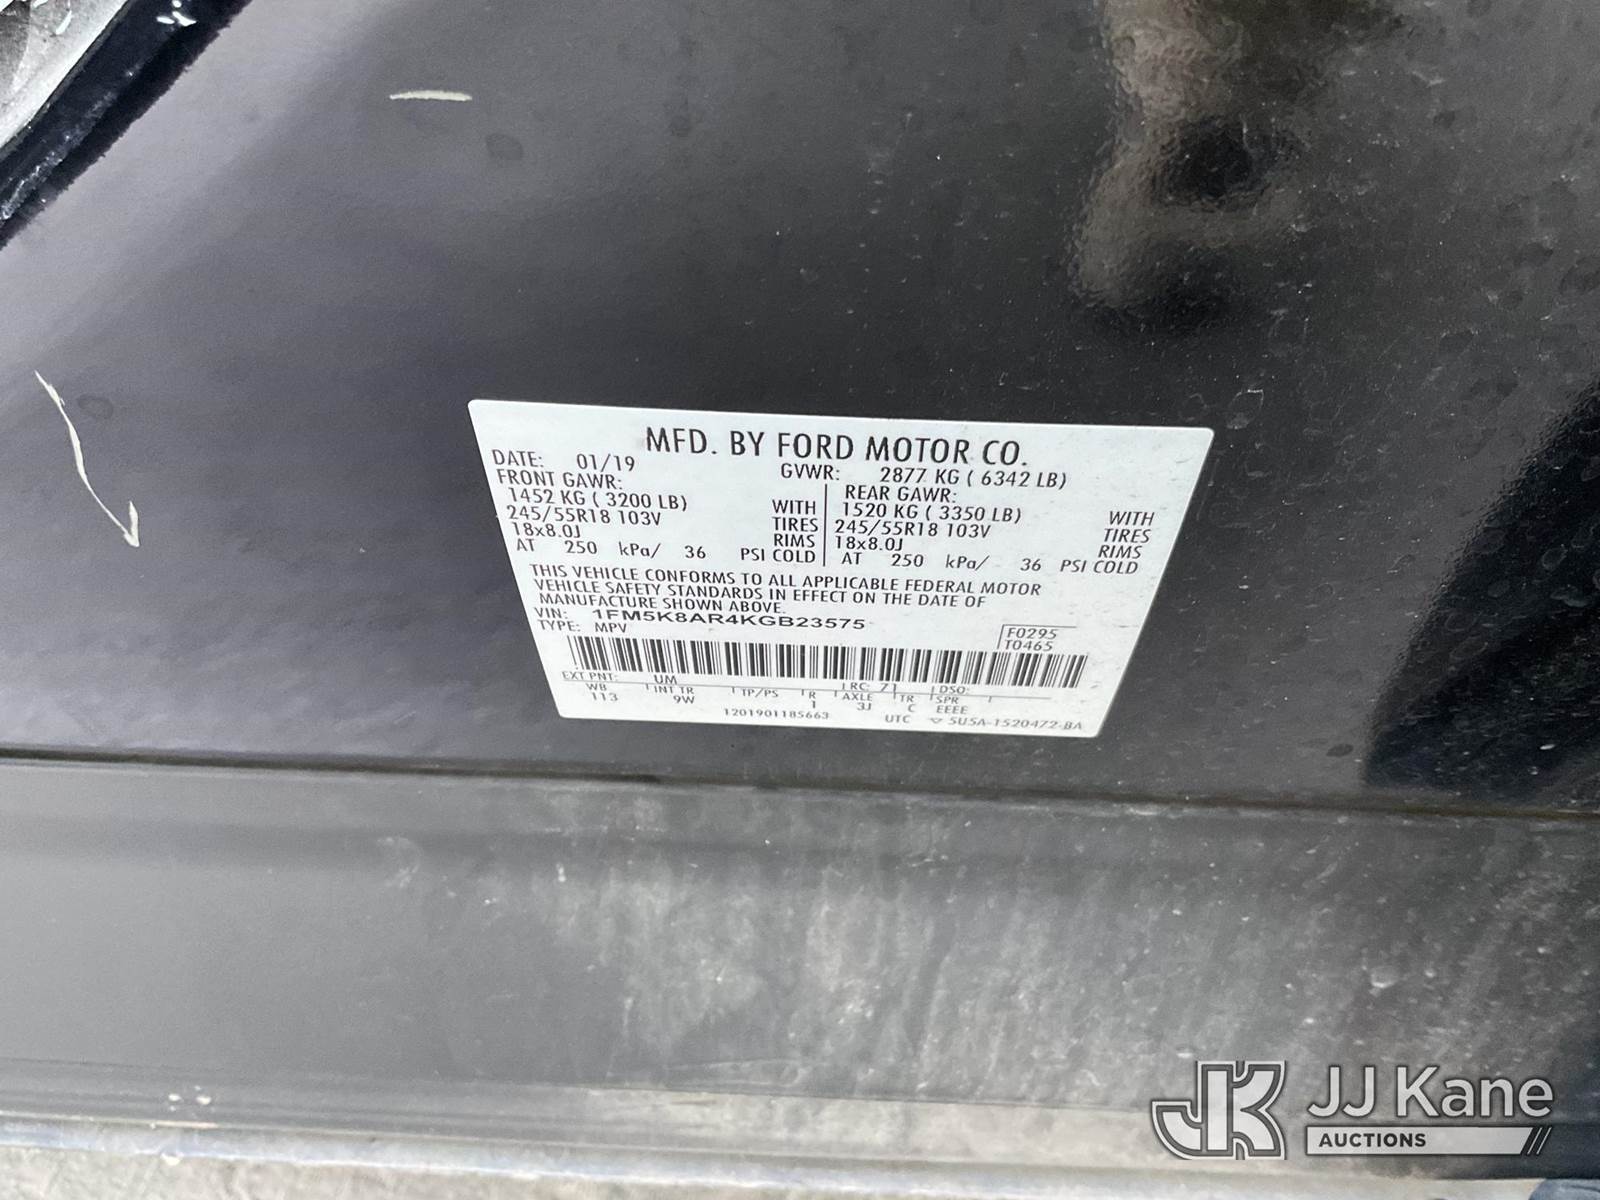 MFD. BY FORD MOTOR CO.
DATE: 01/19 GVWR: 2877 KG ( 6342 LB)
FRONT GAWR: REAR GAWR:
1452 KG ( 3200 LB) WITH 1520 KG ( 3350 LB) WITH
245/55R18 103V TIRES 245/55R18 103V TIRES
18x8.0J RIMS 18x8.0J RIMS
AT 250 kPa/ 36 PSI COLD AT 250 kPa/ 36 PSI COLD
THIS VEHICLE CONFORMS TO ALL APPLICABLE FEDERAL MOTOR
VEHICLE SAFETY STANDARDS IN EFFECT ON THE DATE OF
MANUFACTURE SHOWN ABOVE.
VIN: 1FM5K8AR4KGB23575
TYPE: MPV F0295
T0465
EXT PNT: UM RC: 71 DSO:
WB INT TR TP/PS R AXLE TR SPR
113 9W 1 3J C EEEE
1201901185663 UTC 5U5A-1520472-BA
JK JJ Kane
AUCTIONS